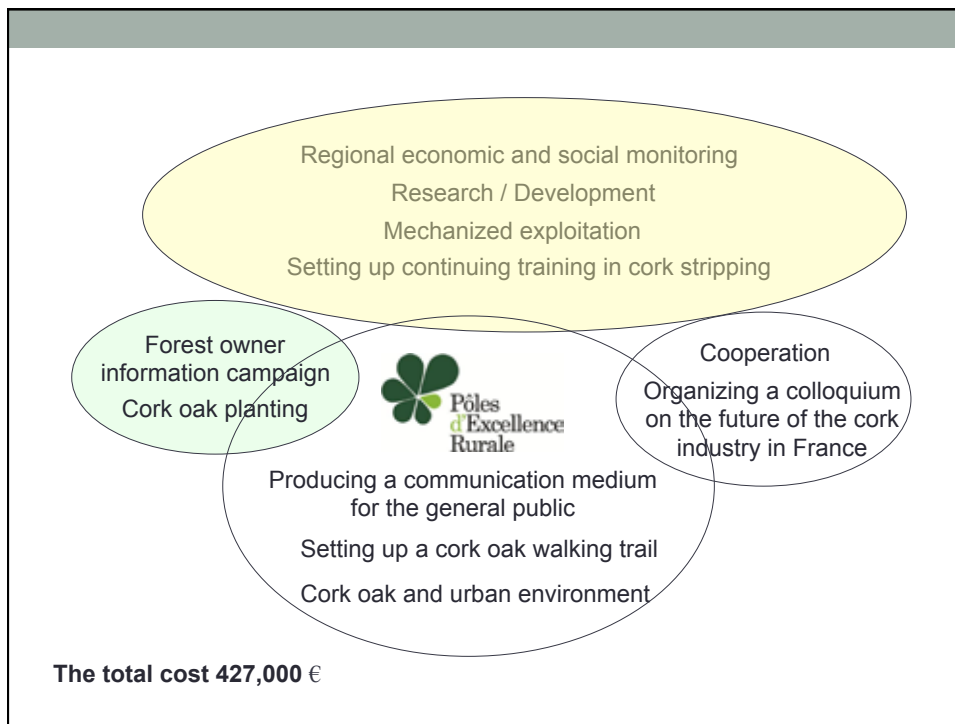 Regional economic and social monitoring
Research / Development
Mechanized exploitation
Setting up continuing training in cork stripping
Forest owner
information campaign
Cork oak planting
Cooperation
Organizing a colloquium
on the future of the cork
industry in France
Pôles
d'Excellence
Rurale
Producing a communication medium
for the general public
Setting up a cork oak walking trail
Cork oak and urban environment
The total cost 427,000 €